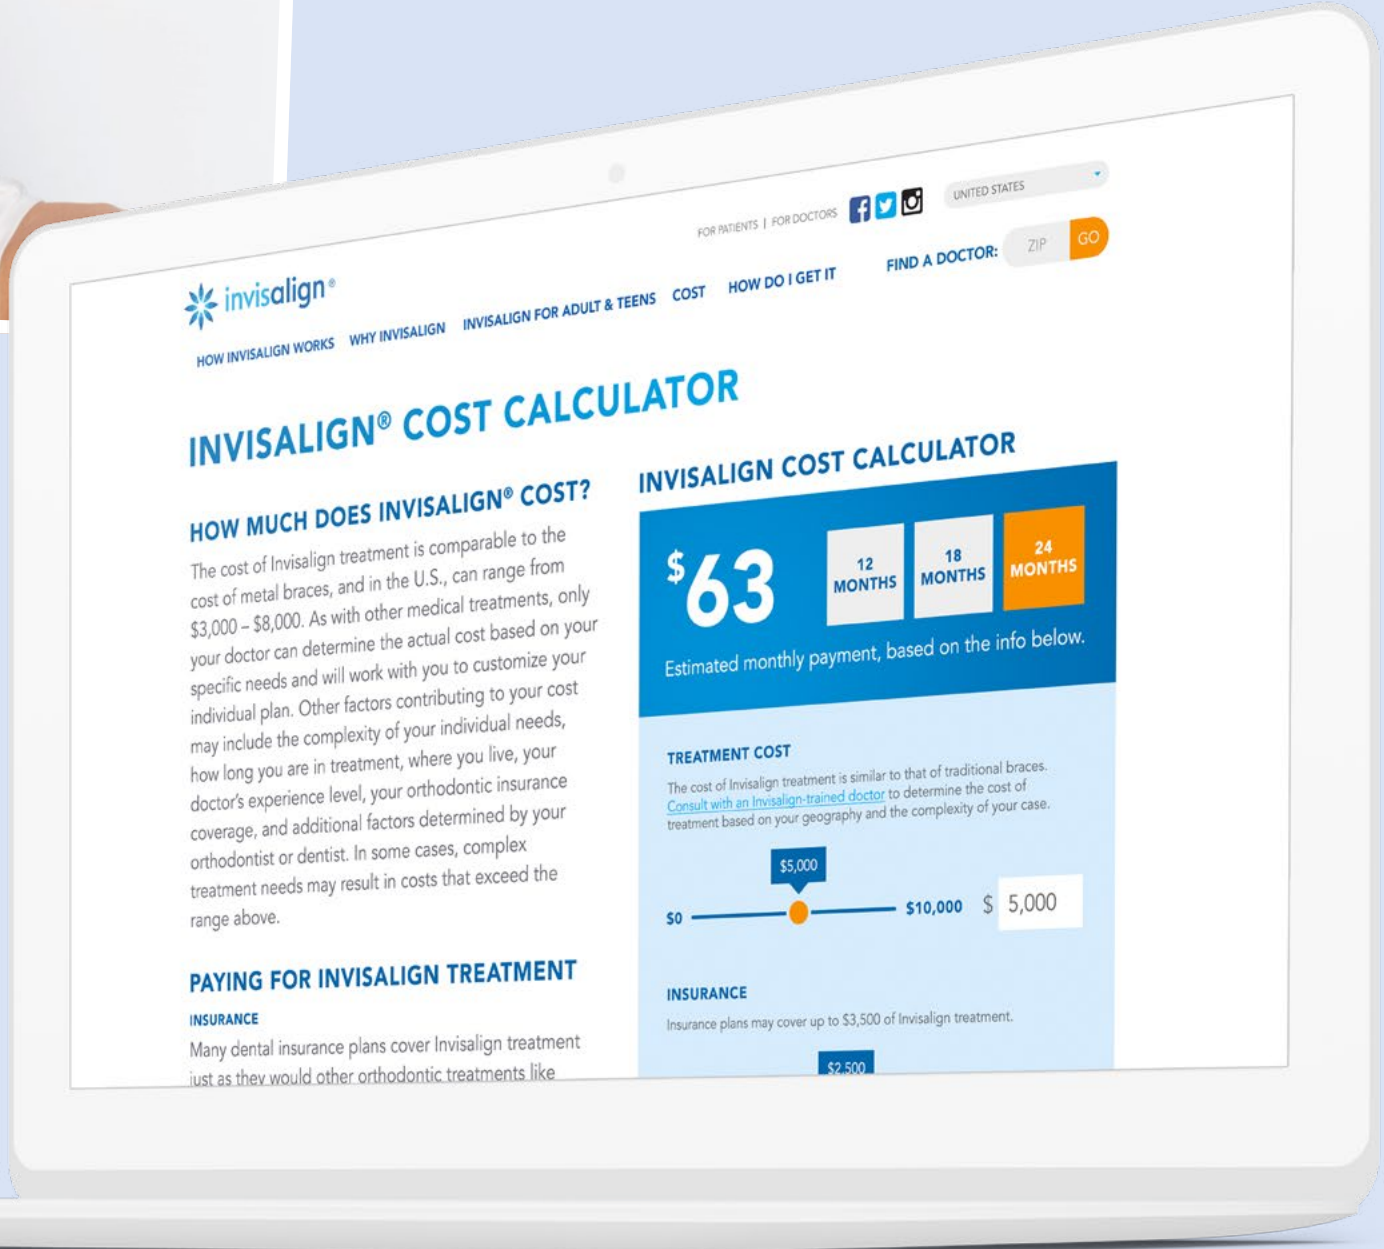 FOR PATIENTS | FOR DOCTORS
UNITED STATES
invisalign®
FIND A DOCTOR: ZIP GO
HOW INVISALIGN WORKS WHY INVISALIGN INVISALIGN FOR ADULT & TEENS COST HOW DO I GET IT
INVISALIGN® COST CALCULATOR
HOW MUCH DOES INVISALIGN® COST?
The cost of Invisalign treatment is comparable to the
cost of metal braces, and in the U.S., can range from
$3,000 – $8,000. As with other medical treatments, only
your doctor can determine the actual cost based on your
specific needs and will work with you to customize your
individual plan. Other factors contributing to your cost
may include the complexity of your individual needs,
how long you are in treatment, where you live, your
doctor's experience level, your orthodontic insurance
coverage, and additional factors determined by your
orthodontist or dentist. In some cases, complex
treatment needs may result in costs that exceed the
range above.
PAYING FOR INVISALIGN TREATMENT
INSURANCE
Many dental insurance plans cover Invisalign treatment
just as they would other orthodontic treatments like
INVISALIGN COST CALCULATOR
$63
12 MONTHS
18 MONTHS
24 MONTHS
Estimated monthly payment, based on the info below.
TREATMENT COST
The cost of Invisalign treatment is similar to that of traditional braces.
Consult with an Invisalign-trained doctor to determine the cost of
treatment based on your geography and the complexity of your case.
$5,000
$0 $10,000 $ 5,000
INSURANCE
Insurance plans may cover up to $3,500 of Invisalign treatment.
$2,500